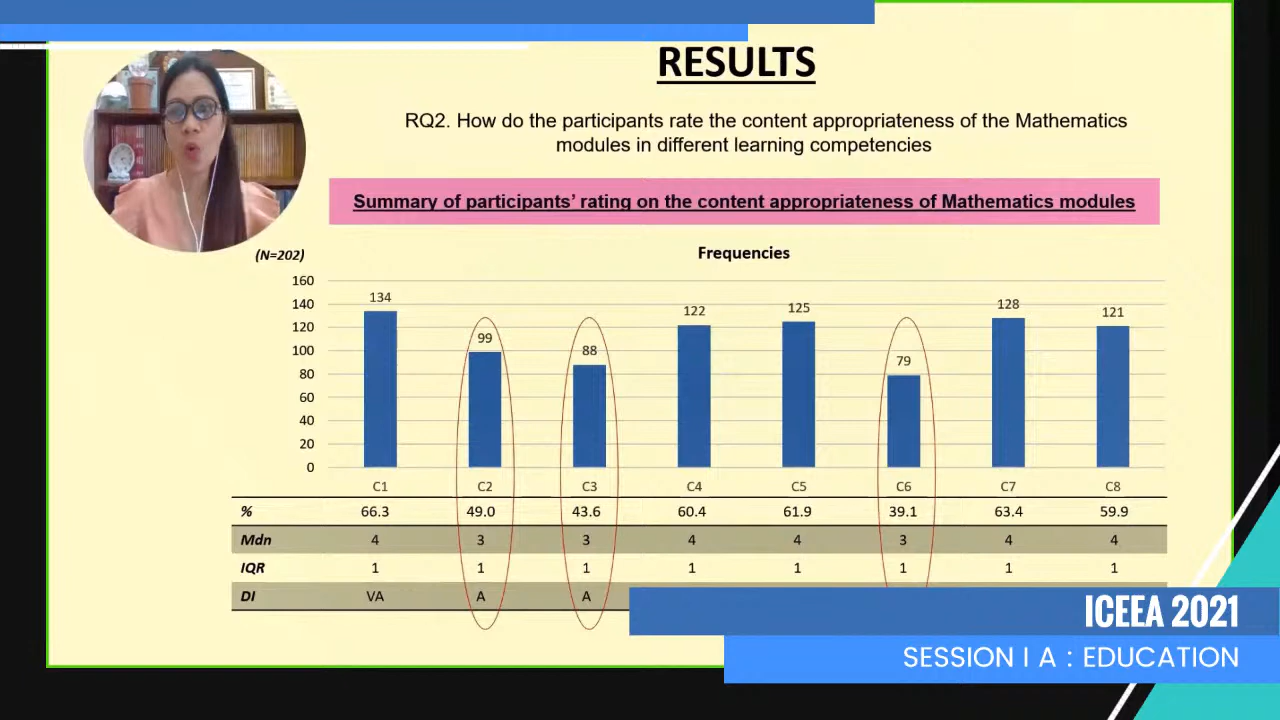 RESULTS
RQ2. How do the participants rate the content appropriateness of the Mathematics
modules in different learning competencies
Summary of participants' rating on the content appropriateness of Mathematics modules
(N=202)
Frequencies
160
140
120
100
80
60
40
20
0
134
99
88
122
125
79
128
121
C1 C2 C3 C4 C5 C6 C7 C8
% 66.3 49.0 43.6 60.4 61.9 39.1 63.4 59.9
Mdn 4 3 3 4 4 3 4 4
IQR 1 1 1 1 1 1 1 1
DI VA A A
ICEEA 2021
SESSION I A : EDUCATION